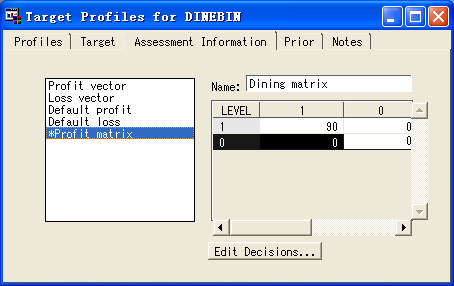 Target Profiles for DINEBIN
Profiles Target Assessment Information Prior Notes
Profit vector
Loss vector
Default profit
Default loss
*Profit matrix
Name: Dining matrix
LEVEL 1 0
1 90 0
0 0 0
Edit Decisions...